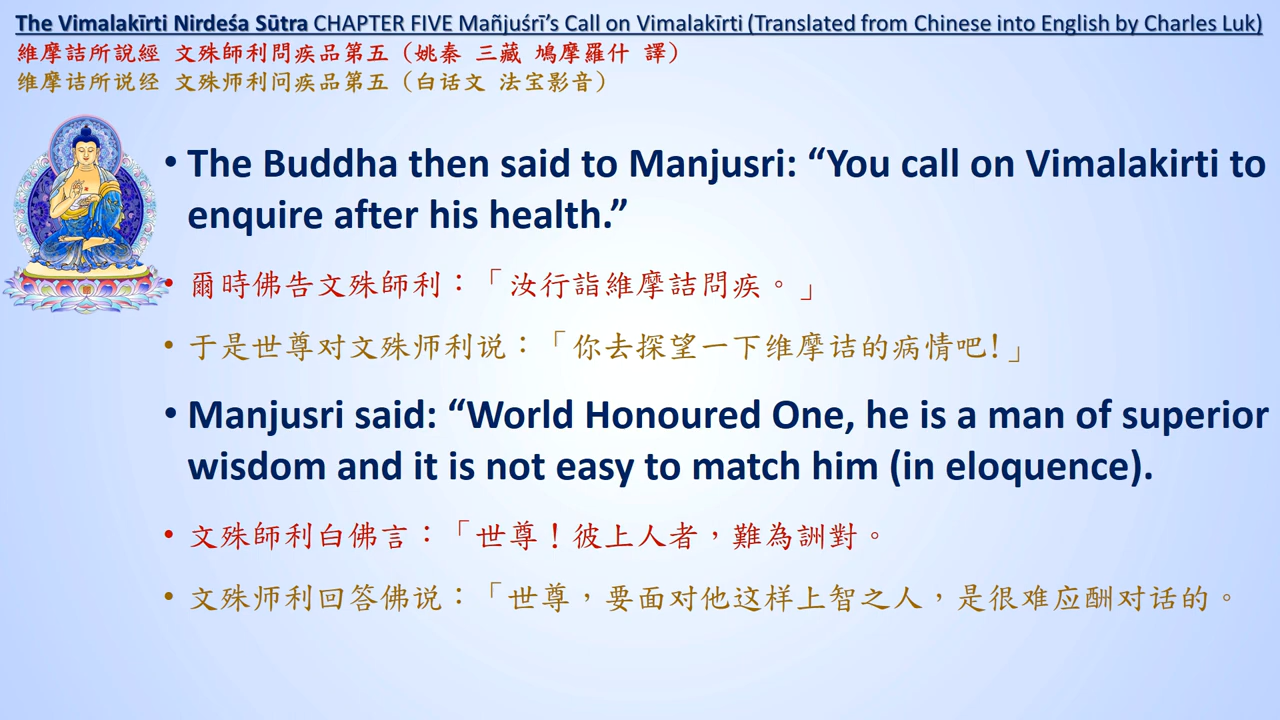 The Vimalakīrti Nirdeśa Sūtra CHAPTER FIVE Mañjuśrī's Call on Vimalakīrti (Translated from Chinese into English by Charles Luk)
維摩詰所說經 文殊師利問疾品第五（姚秦 三藏 鳩摩羅什 譯）
维摩诘所说经 文殊师利问疾品第五（白话文 法宝影音）
• The Buddha then said to Manjusri: “You call on Vimalakirti to
enquire after his health.”
• 爾時佛告文殊師利：「汝行詣維摩詰問疾。」
• 于是世尊对文殊师利说：「你去探望一下维摩诘的病情吧!」
• Manjusri said: “World Honoured One, he is a man of superior
wisdom and it is not easy to match him (in eloquence).
• 文殊師利白佛言：「世尊！彼上人者，難為詶對。
• 文殊师利回答佛说：「世尊，要面对他这样上智之人，是很难应酬对话的。